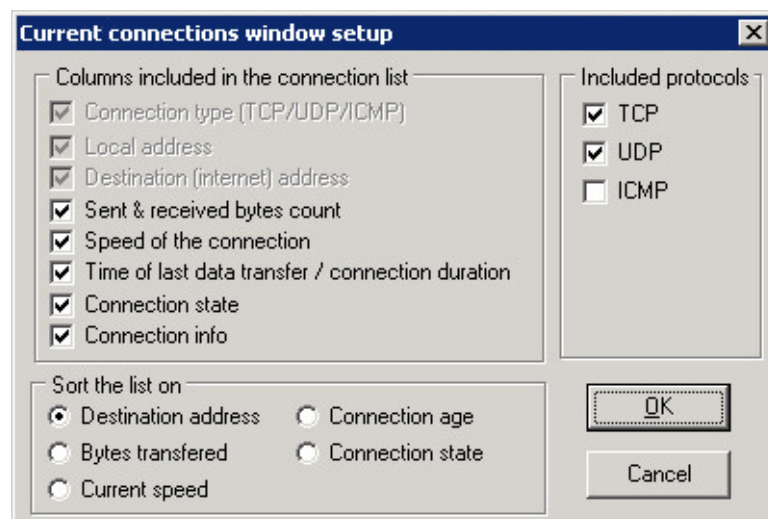 Current connections window setup
Columns included in the connection list
Connection type (TCP/UDP/ICMP)
Local address
Destination (internet) address
Sent & received bytes count
Speed of the connection
Time of last data transfer / connection duration
Connection state
Connection info
Included protocols
TCP
UDP
ICMP
Sort the list on
Destination address
Connection age
Bytes transfered
Connection state
Current speed
OK
Cancel